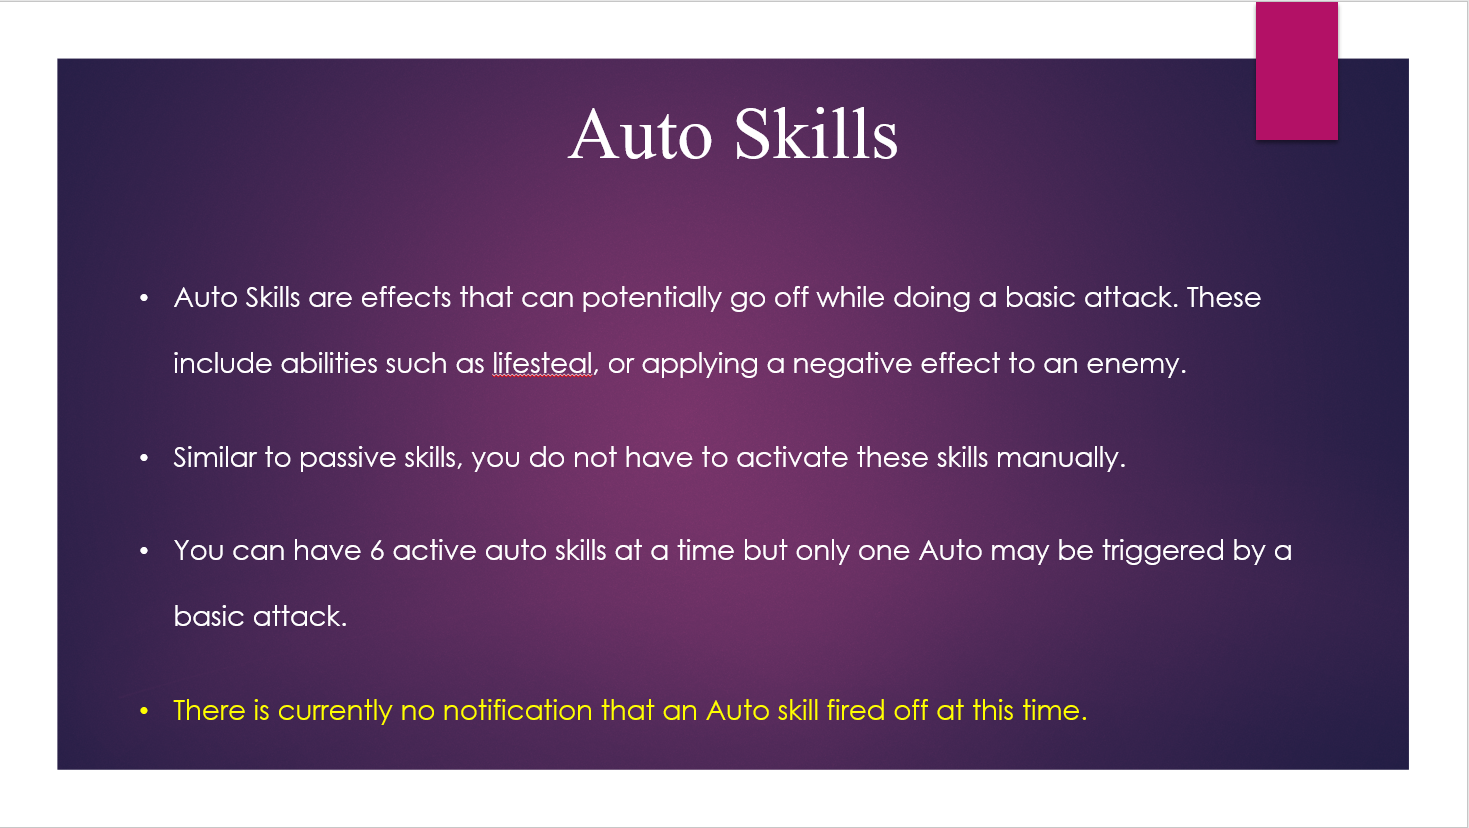 Auto Skills
• Auto Skills are effects that can potentially go off while doing a basic attack. These
include abilities such as lifesteal, or applying a negative effect to an enemy.
• Similar to passive skills, you do not have to activate these skills manually.
• You can have 6 active auto skills at a time but only one Auto may be triggered by a
basic attack.
• There is currently no notification that an Auto skill fired off at this time.